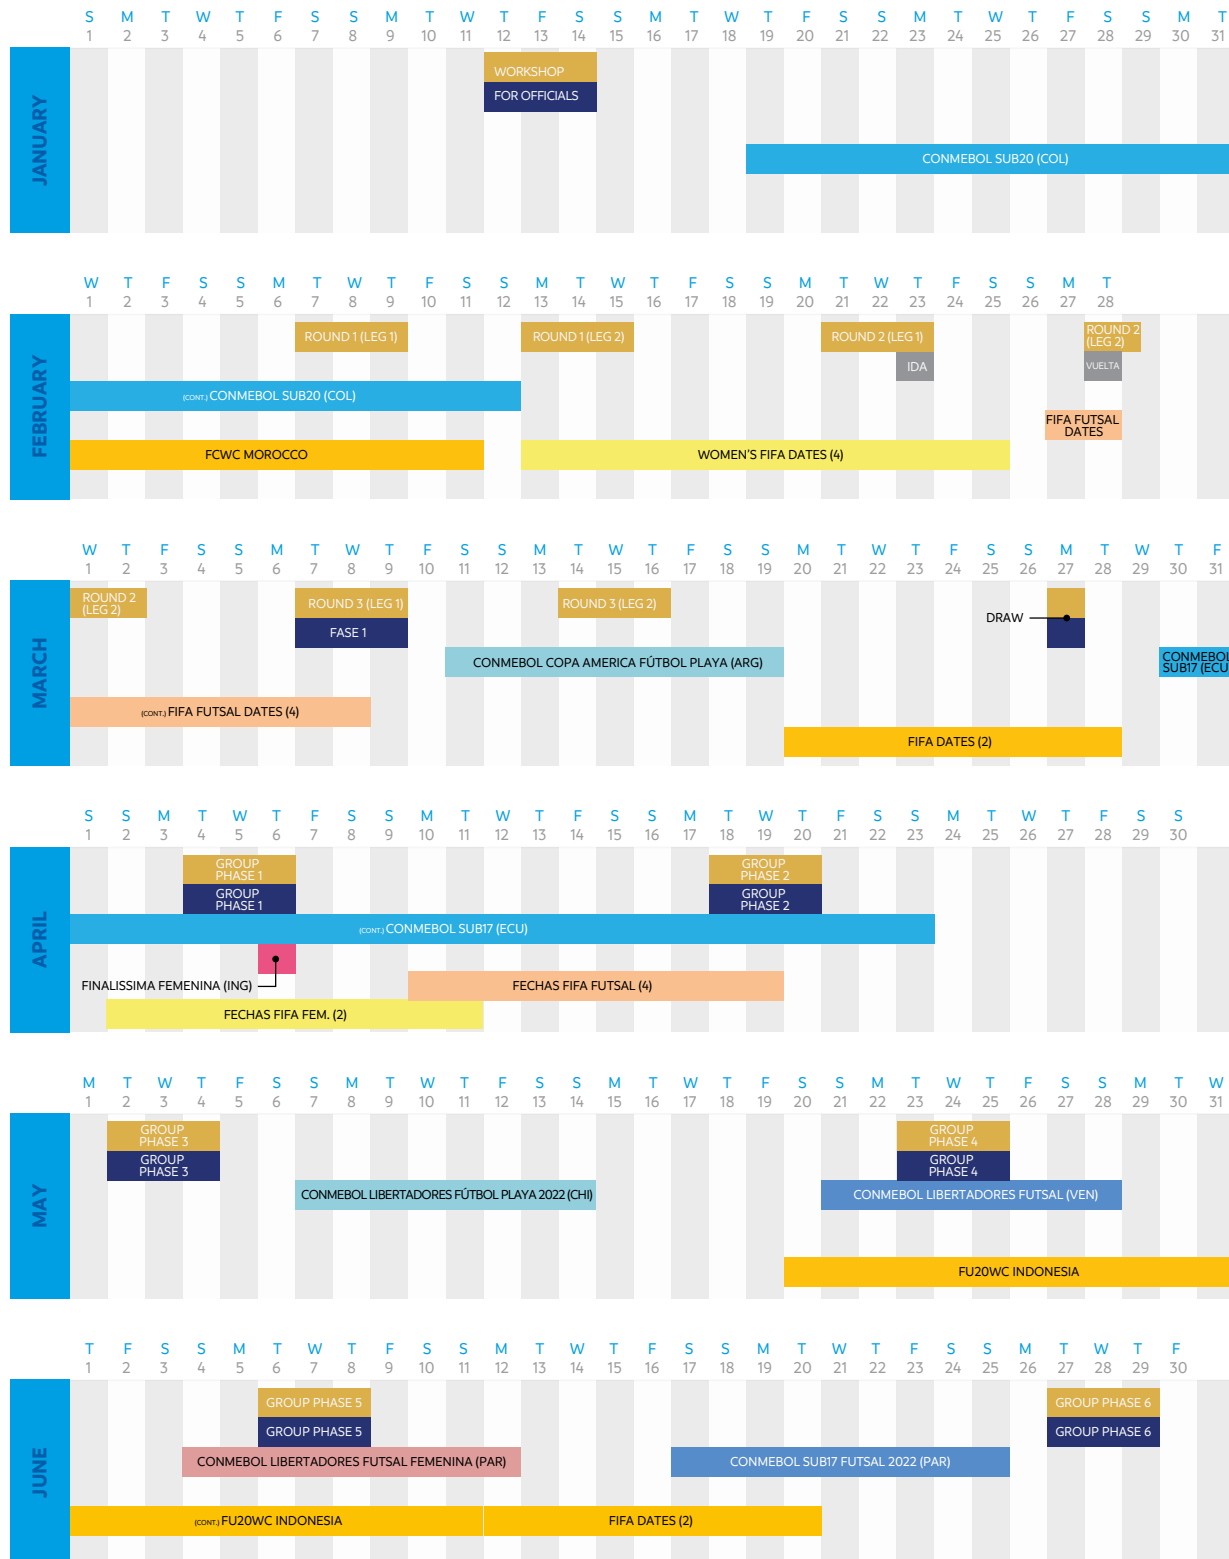 S M T W T F S S M T W T F S S M T W T F S S M T W T F S S M T
1 2 3 4 5 6 7 8 9 10 11 12 13 14 15 16 17 18 19 20 21 22 23 24 25 26 27 28 29 30 31
JANUARY
WORKSHOP
FOR OFFICIALS
CONMEBOL SUB20 (COL)
W T F S S M T W T F S S M T W T F S S M T W T F S S M T
1 2 3 4 5 6 7 8 9 10 11 12 13 14 15 16 17 18 19 20 21 22 23 24 25 26 27 28
FEBRUARY
ROUND 1 (LEG 1)
ROUND 1 (LEG 2)
ROUND 2 (LEG 1)
ROUND 2
(LEG 2)
IDA
VUELTA
(CONT.) CONMEBOL SUB20 (COL)
FIFA FUTSAL
DATES
FCWC MOROCCO
WOMEN'S FIFA DATES (4)
W T F S S M T W T F S S M T W T F S S M T W T F S S M T W T F
1 2 3 4 5 6 7 8 9 10 11 12 13 14 15 16 17 18 19 20 21 22 23 24 25 26 27 28 29 30 31
MARCH
ROUND 2
(LEG 2)
ROUND 3 (LEG 1)
ROUND 3 (LEG 2)
DRAW
FASE 1
CONMEBOL COPA AMERICA FÚTBOL PLAYA (ARG)
CONMEBOL
SUB17 (ECU
(CONT.) FIFA FUTSAL DATES (4)
FIFA DATES (2)
S S M T W T F S S M T W T F S S M T W T F S S M T W T F S S
1 2 3 4 5 6 7 8 9 10 11 12 13 14 15 16 17 18 19 20 21 22 23 24 25 26 27 28 29 30
APRIL
GROUP
PHASE 1
GROUP
PHASE 2
GROUP
PHASE 1
GROUP
PHASE 2
(CONT.) CONMEBOL SUB17 (ECU)
FINALISSIMA FEMENINA (ING)
FECHAS FIFA FUTSAL (4)
FECHAS FIFA FEM. (2)
M T W T F S S M T W T F S S M T W T F S S M T W T F S S M T W
1 2 3 4 5 6 7 8 9 10 11 12 13 14 15 16 17 18 19 20 21 22 23 24 25 26 27 28 29 30 31
MAY
GROUP
PHASE 3
GROUP
PHASE 4
GROUP
PHASE 3
GROUP
PHASE 4
CONMEBOL LIBERTADORES FÚTBOL PLAYA 2022 (CHI)
CONMEBOL LIBERTADORES FUTSAL (VEN)
FU20WC INDONESIA
T F S S M T W T F S S M T W T F S S M T W T F S S M T W T F
1 2 3 4 5 6 7 8 9 10 11 12 13 14 15 16 17 18 19 20 21 22 23 24 25 26 27 28 29 30
JUNE
GROUP PHASE 5
GROUP PHASE 6
GROUP PHASE 5
GROUP PHASE 6
CONMEBOL LIBERTADORES FUTSAL FEMENINA (PAR)
CONMEBOL SUB17 FUTSAL 2022 (PAR)
(CONT.) FU20WC INDONESIA
FIFA DATES (2)